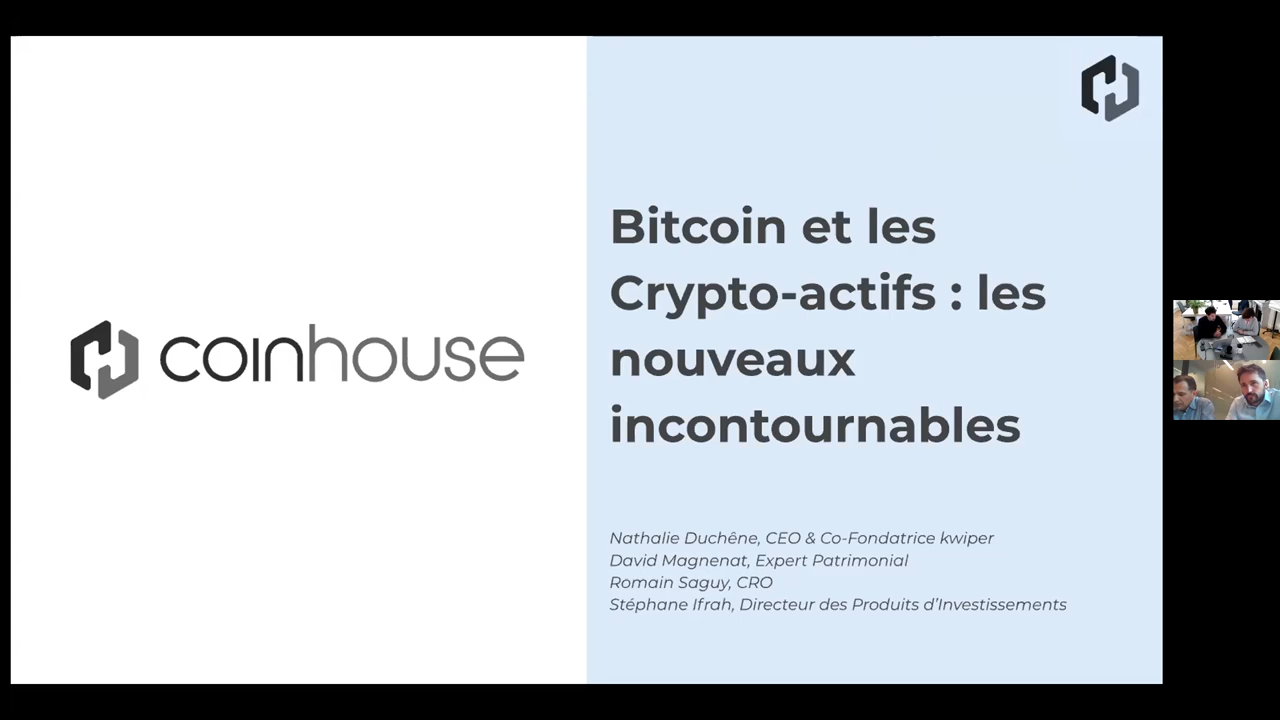 coinhouse
Bitcoin et les
Crypto-actifs : les
nouveaux
incontournables
Nathalie Duchêne, CEO & Co-Fondatrice kwiper
David Magnenat, Expert Patrimonial
Romain Saguy, CRO
Stéphane Ifrah, Directeur des Produits d’Investissements